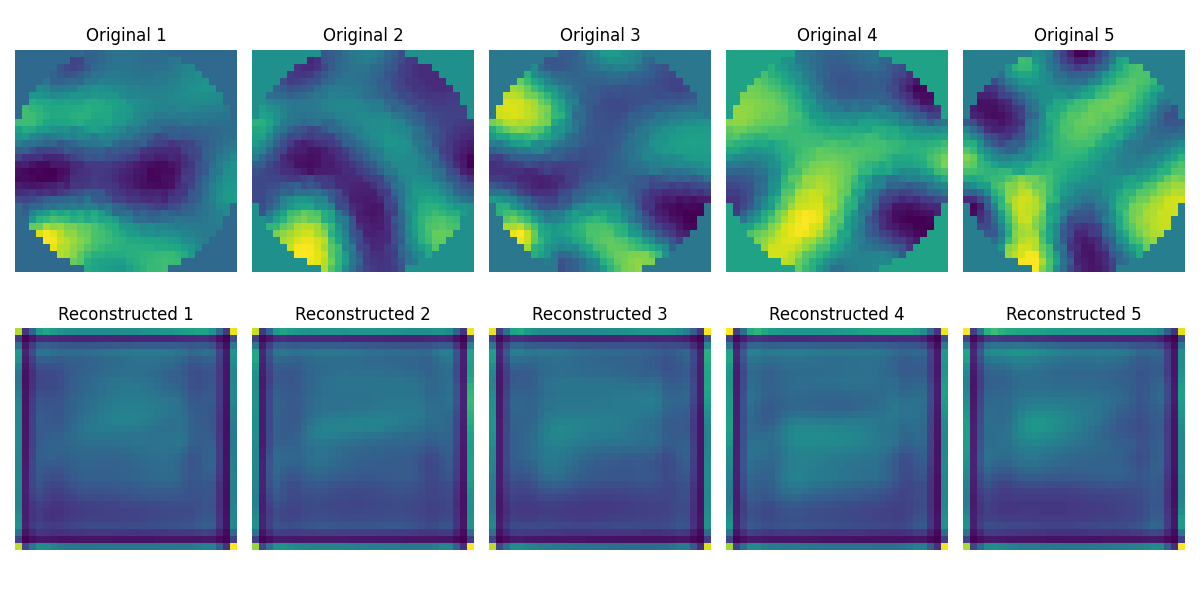 Original 1
Original 2
Original 3
Original 4
Original 5
Reconstructed 1
Reconstructed 2
Reconstructed 3
Reconstructed 4
Reconstructed 5